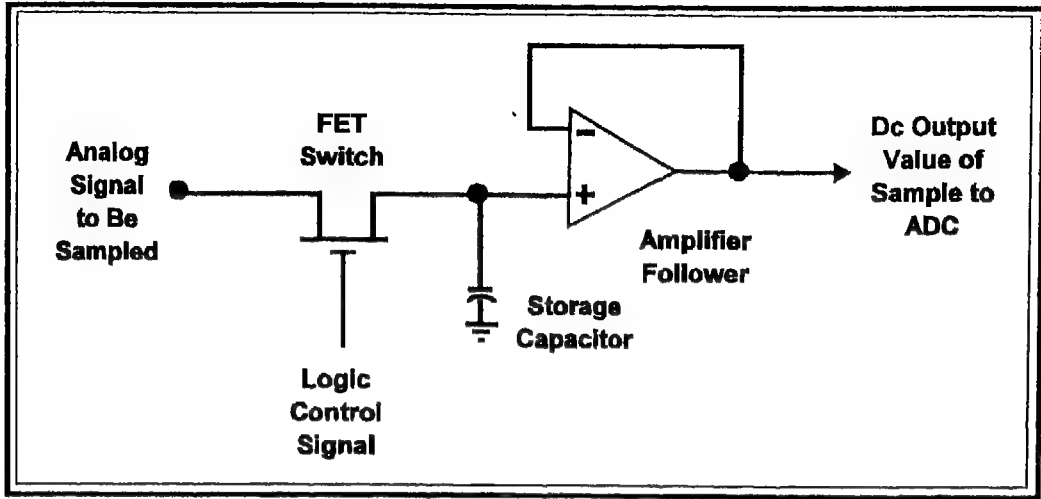 Analog
Signal
to Be
Sampled
FET
Switch
Logic
Control
Signal
Storage
Capacitor
−
+
Amplifier
Follower
Dc Output
Value of
Sample to
ADC